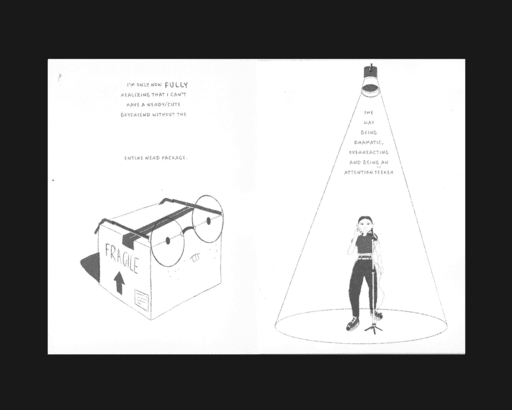 I'M ONLY NOW FULLY
REALIZING THAT I CAN'T
HAVE A NERDY/CUTE
BOYFRIEND WITHOUT THE
ENTIRE NERD PACKAGE.
FRAGILE
THE
WAY
BEING
DRAMATIC,
OVERREACTING
AND BEING AN
ATTENTION SEEKER